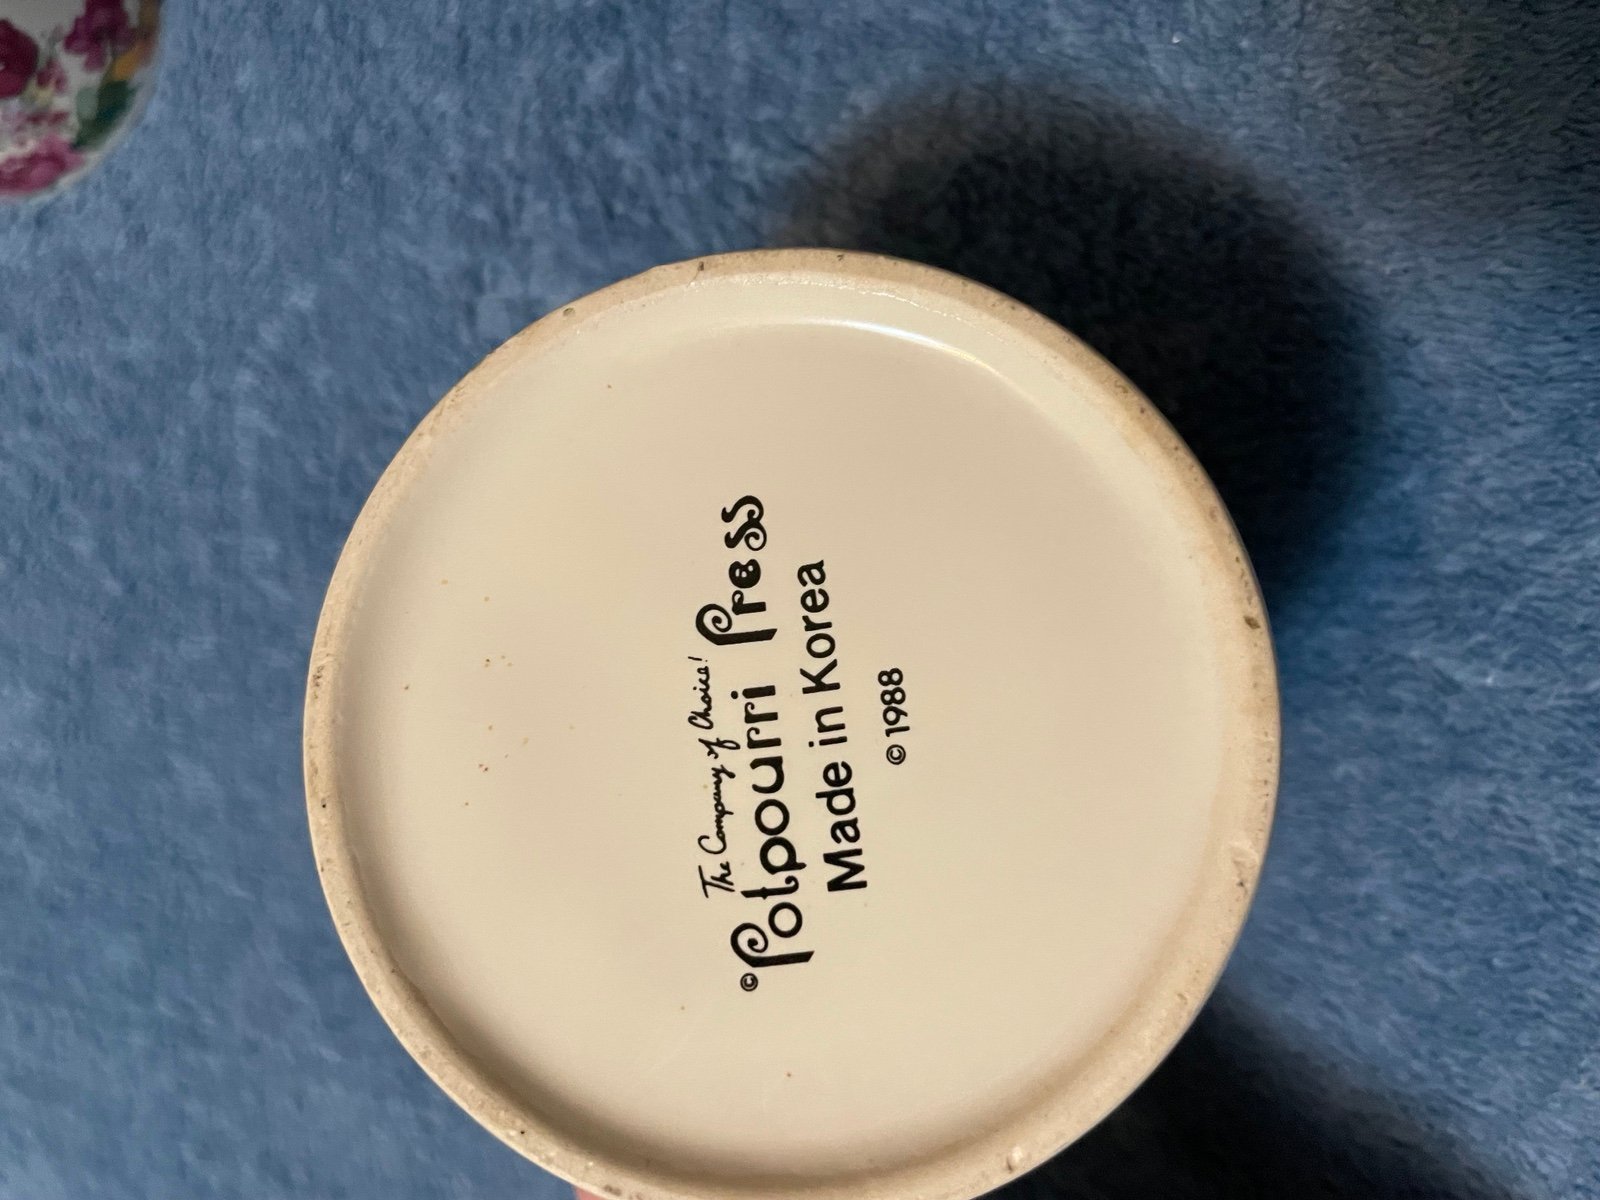 The Company of Choice!
© Potpourri Press
Made in Korea
© 1988